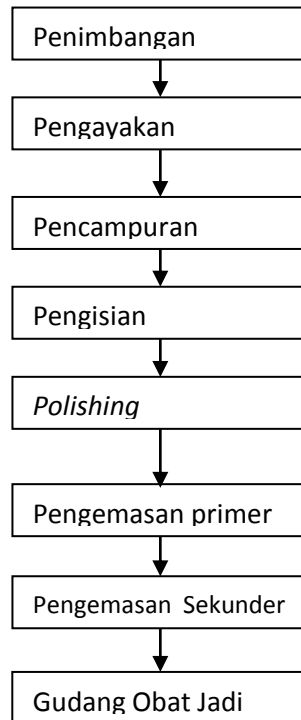 Penimbangan
Pengayakan
Pencampuran
Pengisian
Polishing
Pengemasan primer
Pengemasan Sekunder
Gudang Obat Jadi